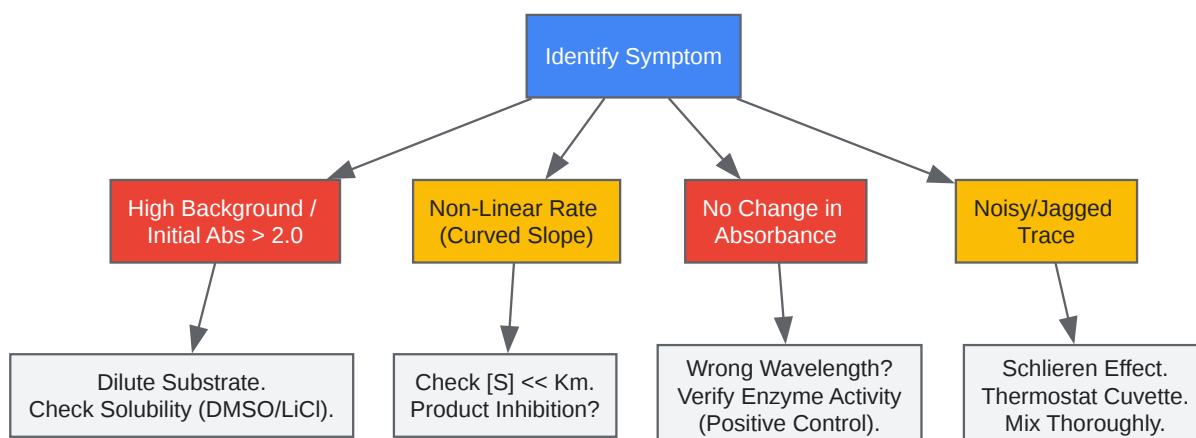 Identify Symptom
High Background /
Initial Abs > 2.0
Non-Linear Rate
(Curved Slope)
No Change in
Absorbance
Noisy/Jagged
Trace
Dilute Substrate.
Check Solubility (DMSO/LiCl).
Check [S] << Km.
Product Inhibition?
Wrong Wavelength?
Verify Enzyme Activity
(Positive Control).
Schlieren Effect.
Thermostat Cuvette.
Mix Thoroughly.